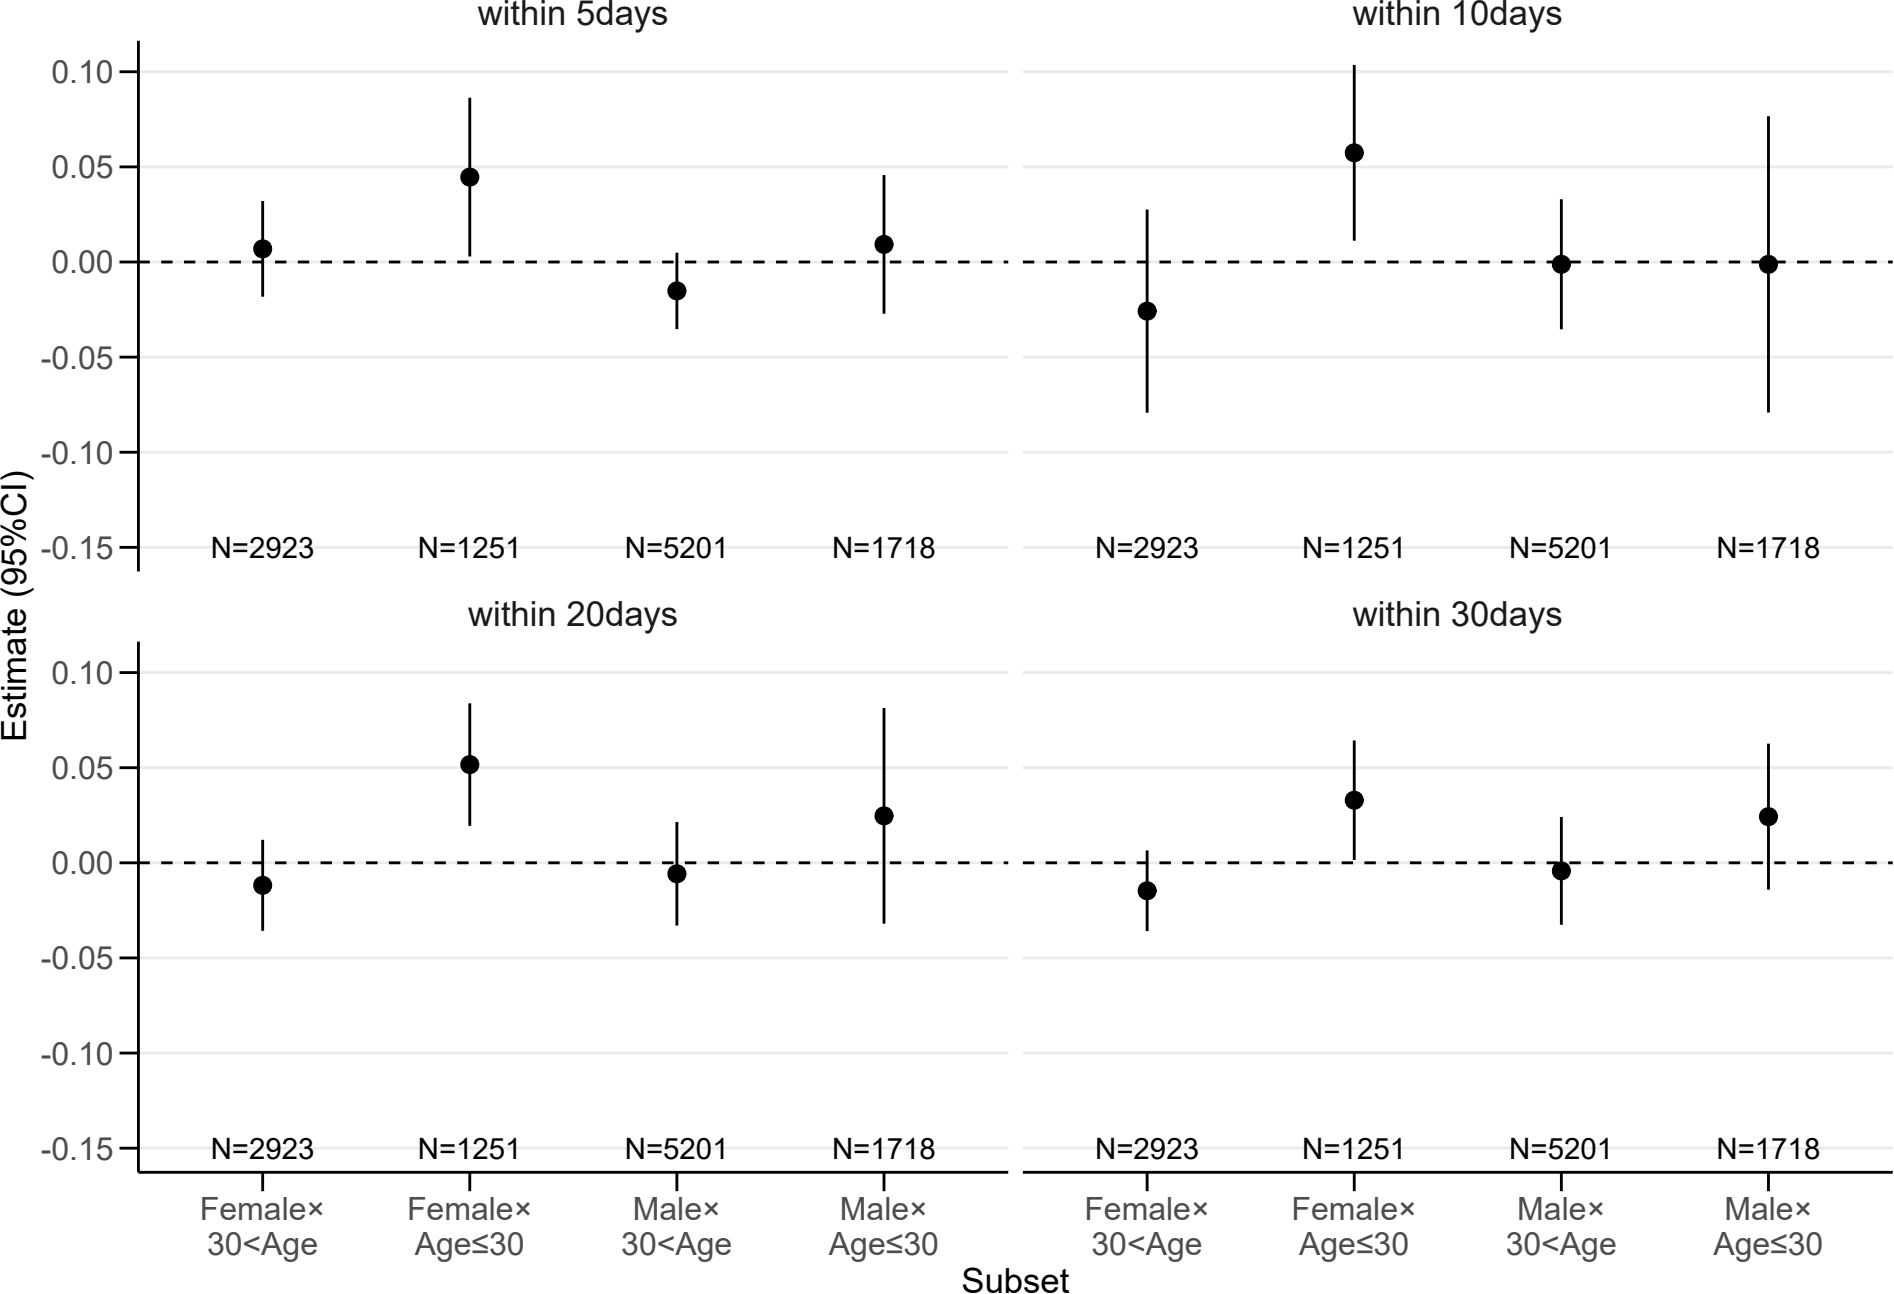 within 5days
within 10days
0.10
0.05
0.00
-0.05
-0.10
-0.15
N=2923 N=1251 N=5201 N=1718
N=2923 N=1251 N=5201 N=1718
Estimate (95%CI)
within 20days
within 30days
0.10
0.05
0.00
-0.05
-0.10
-0.15
N=2923 N=1251 N=5201 N=1718
N=2923 N=1251 N=5201 N=1718
Female×
30<Age
Female×
Age≤30
Male×
30<Age
Male×
Age≤30
Female×
30<Age
Female×
Age≤30
Male×
30<Age
Male×
Age≤30
Subset